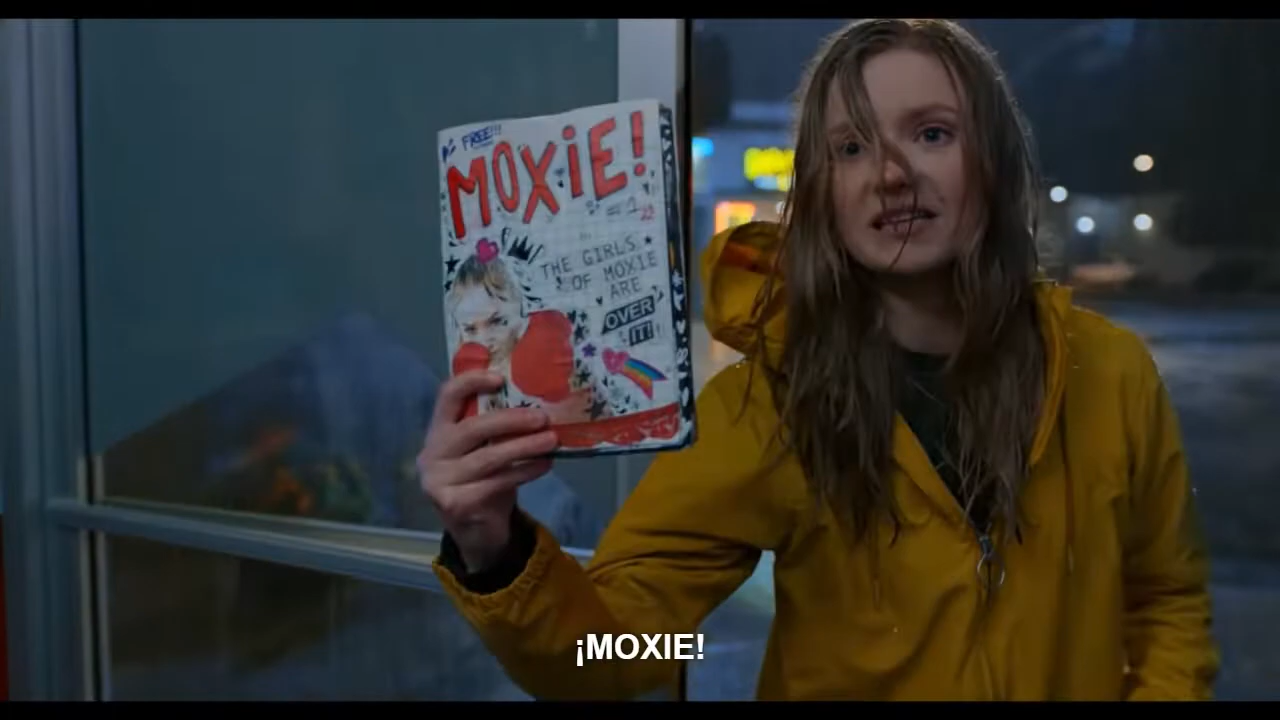 FREE!!!
MOXiE!
#1
THE GIRLS
OF MOXIE
ARE
OVER
IT!
¡MOXIE!